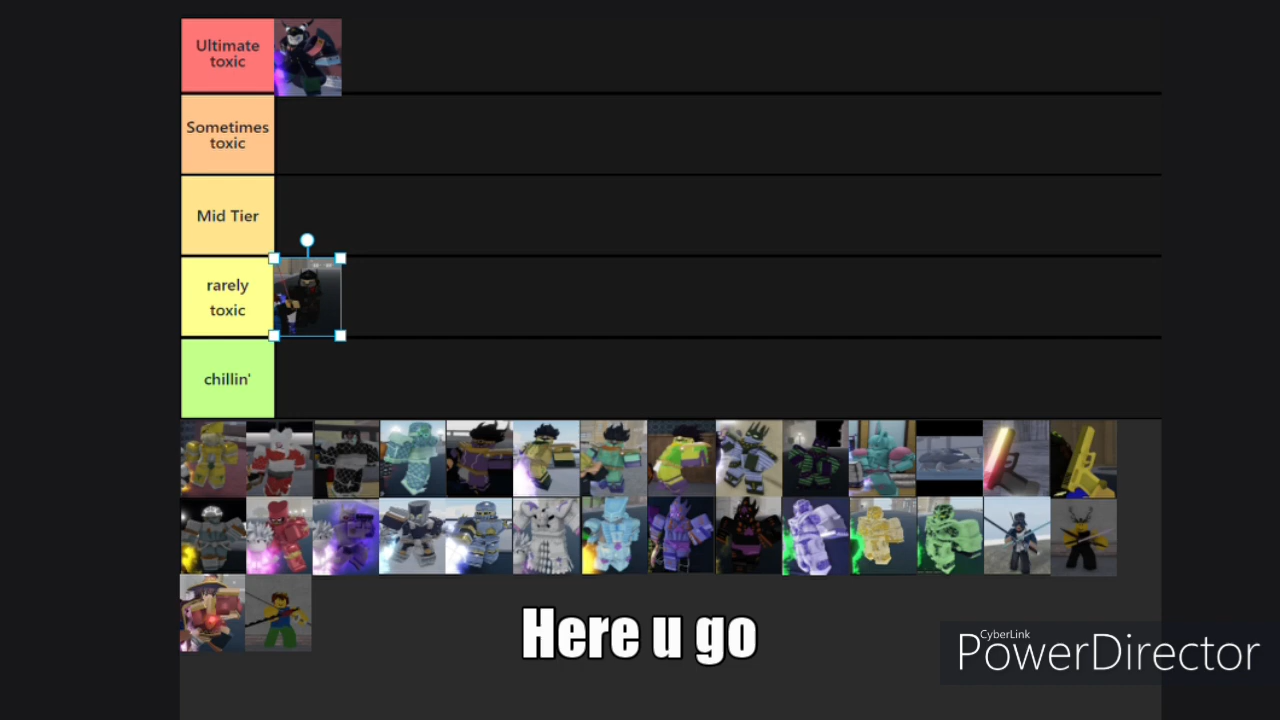 Ultimate
toxic
Sometimes
toxic
Mid Tier
rarely
toxic
chillin'
Here u go
CyberLink
PowerDirector